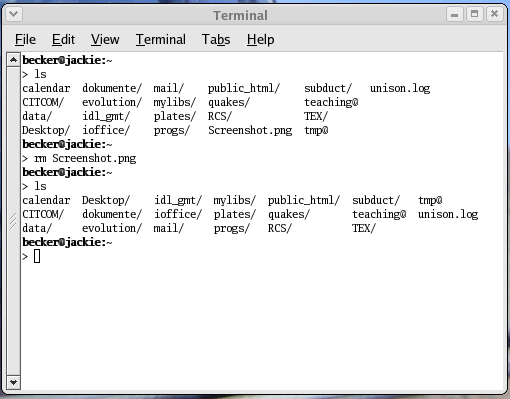 Terminal
File Edit View Terminal Tabs Help
becker@jackie:~
> ls
calendar dokumente/ mail/ public_html/ subduct/ unison.log
CITCOM/ evolution/ mylibs/ quakes/ teaching@
data/ idl_gmt/ plates/ RCS/ TEX/
Desktop/ ioffice/ progs/ Screenshot.png tmp@
becker@jackie:~
> rm Screenshot.png
becker@jackie:~
> ls
calendar Desktop/ idl_gmt/ mylibs/ public_html/ subduct/ tmp@
CITCOM/ dokumente/ ioffice/ plates/ quakes/ teaching@ unison.log
data/ evolution/ mail/ progs/ RCS/ TEX/
becker@jackie:~
>